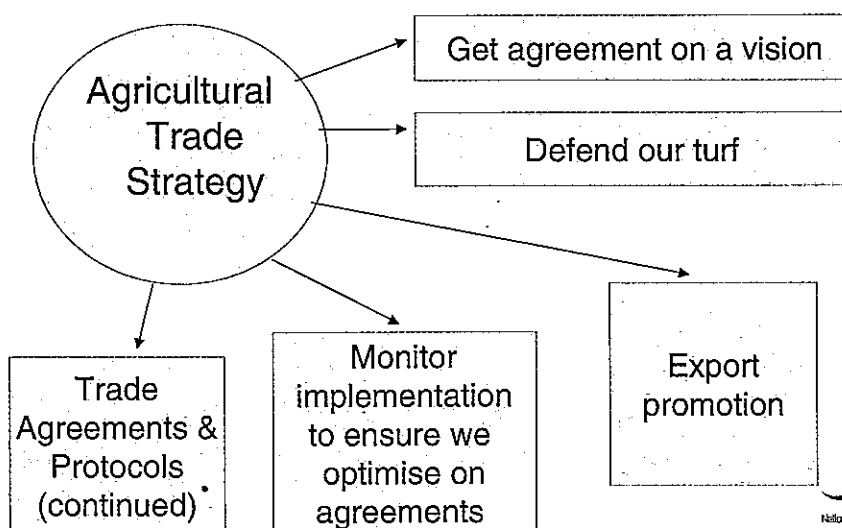 Agricultural
Trade
Strategy
Get agreement on a vision
Defend our turf
Export
promotion
Monitor
implementation
to ensure we
optimise on
agreements
Trade
Agreements &
Protocols
(continued)